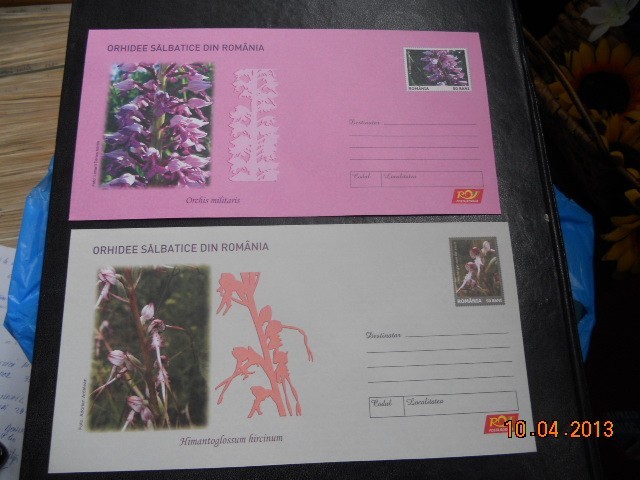 ORHIDEE SĂLBATICE DIN ROMÂNIA
ROMÂNIA 50 BANI
Destinatar
Codul Localitatea
Orchis militaris
ORHIDEE SĂLBATICE DIN ROMÂNIA
ROMÂNIA 50 BANI
Destinatar
Codul Localitatea
Himantoglossum hircinum
10.04.2013